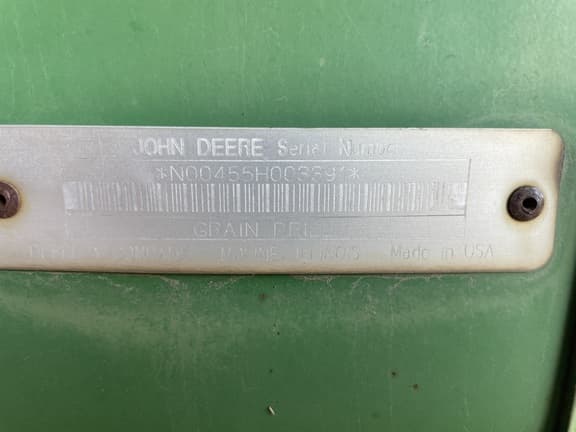 JOHN DEERE Serial Number
*N00455H003391*
GRAIN DRILL
MOLINE, ILLINOIS Made in USA